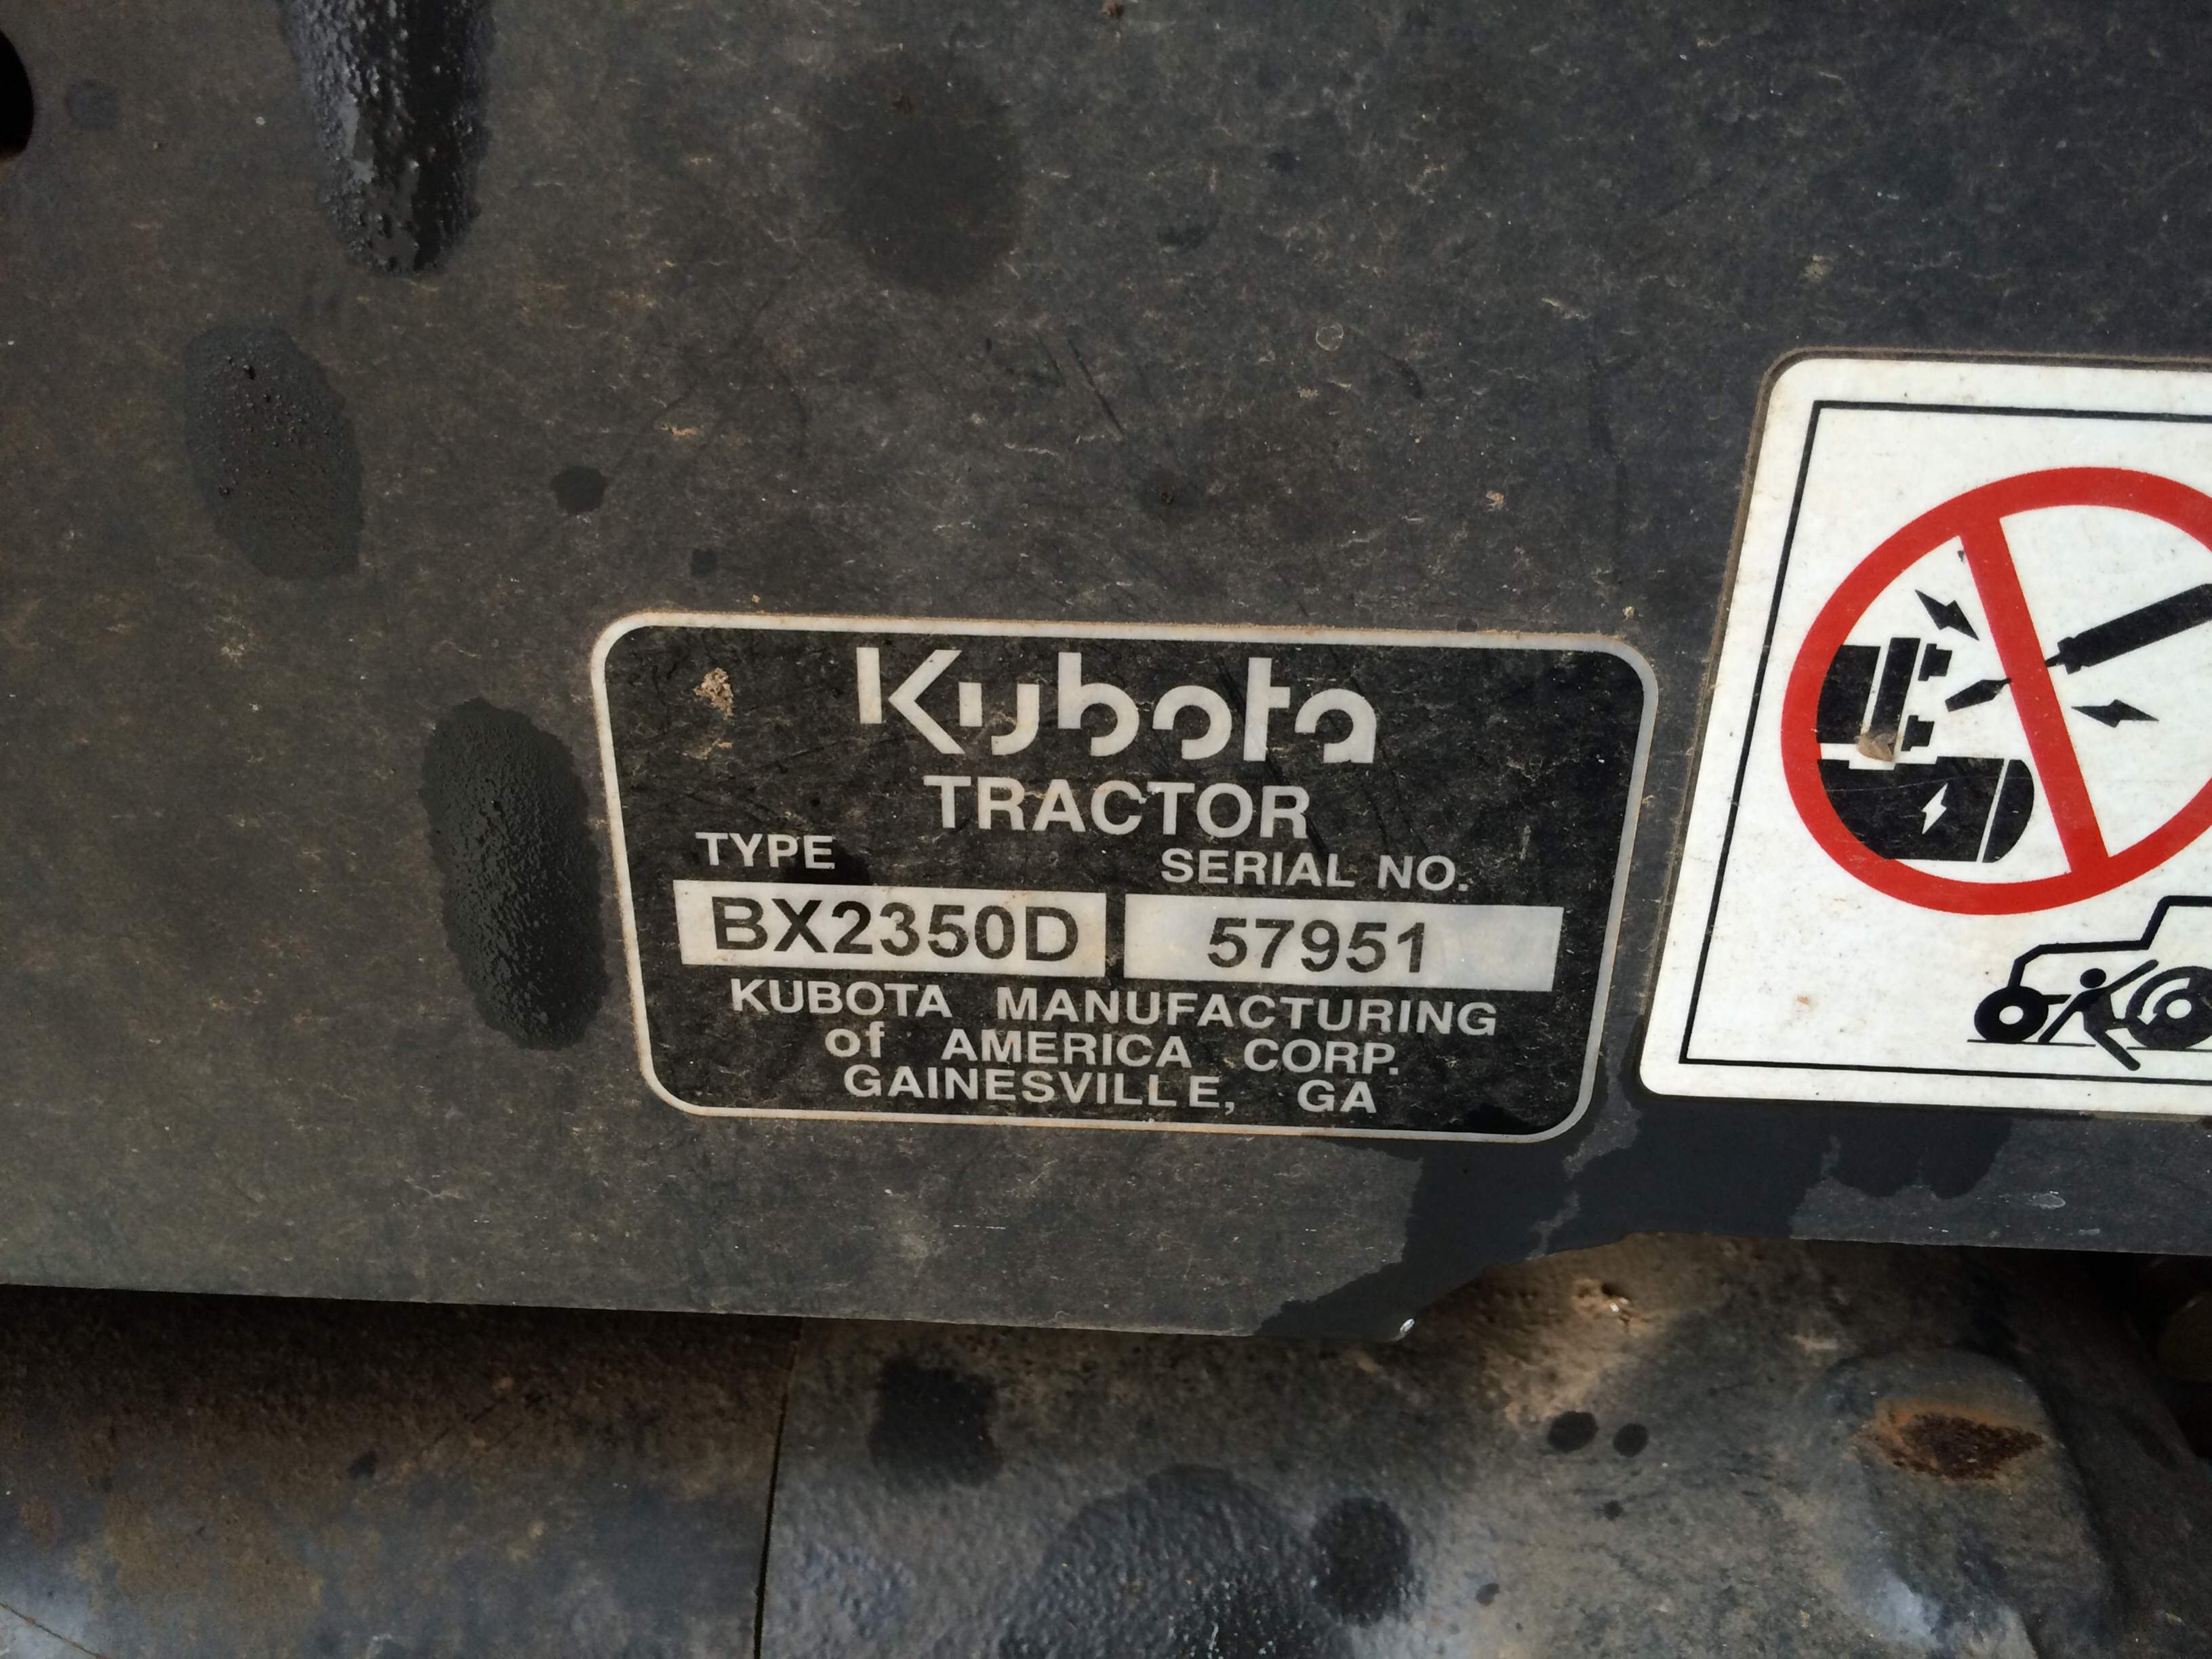 Kubota
TRACTOR
TYPE SERIAL NO.
BX2350D 57951
KUBOTA MANUFACTURING
of AMERICA CORP.
GAINESVILLE, GA